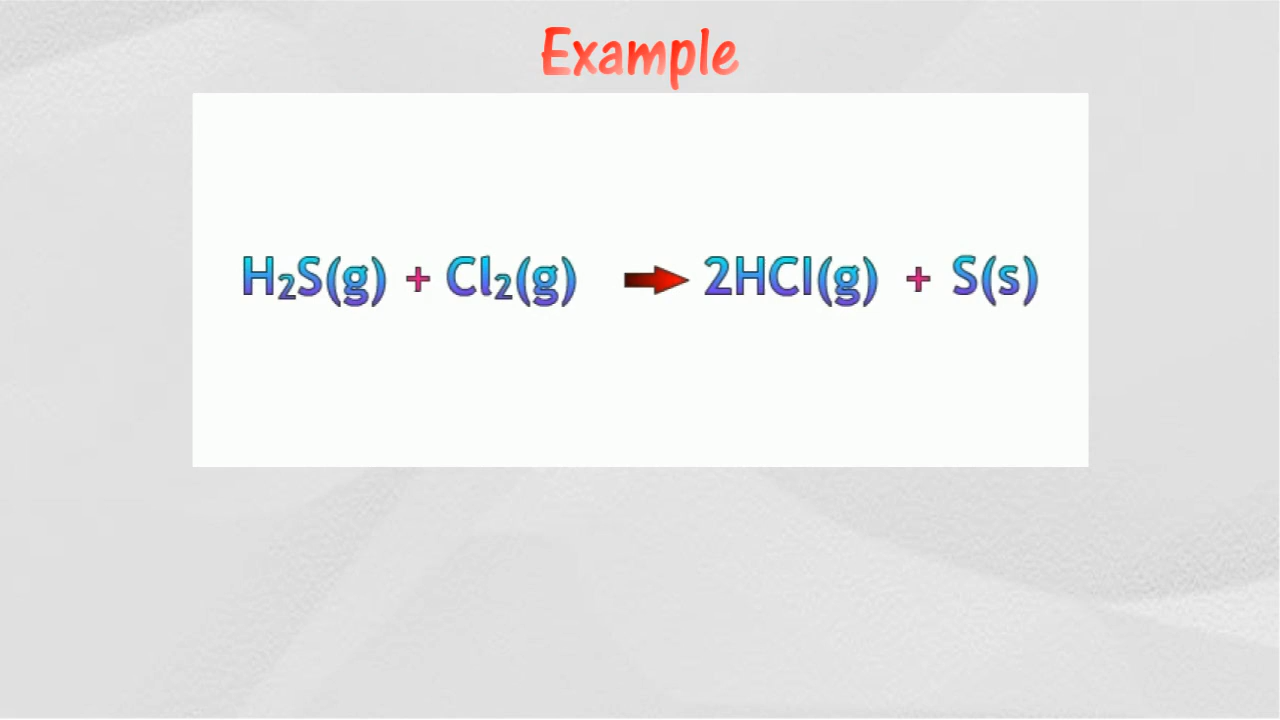 Example
H₂S(g) + Cl₂(g) ➡ 2HCl(g) + S(s)